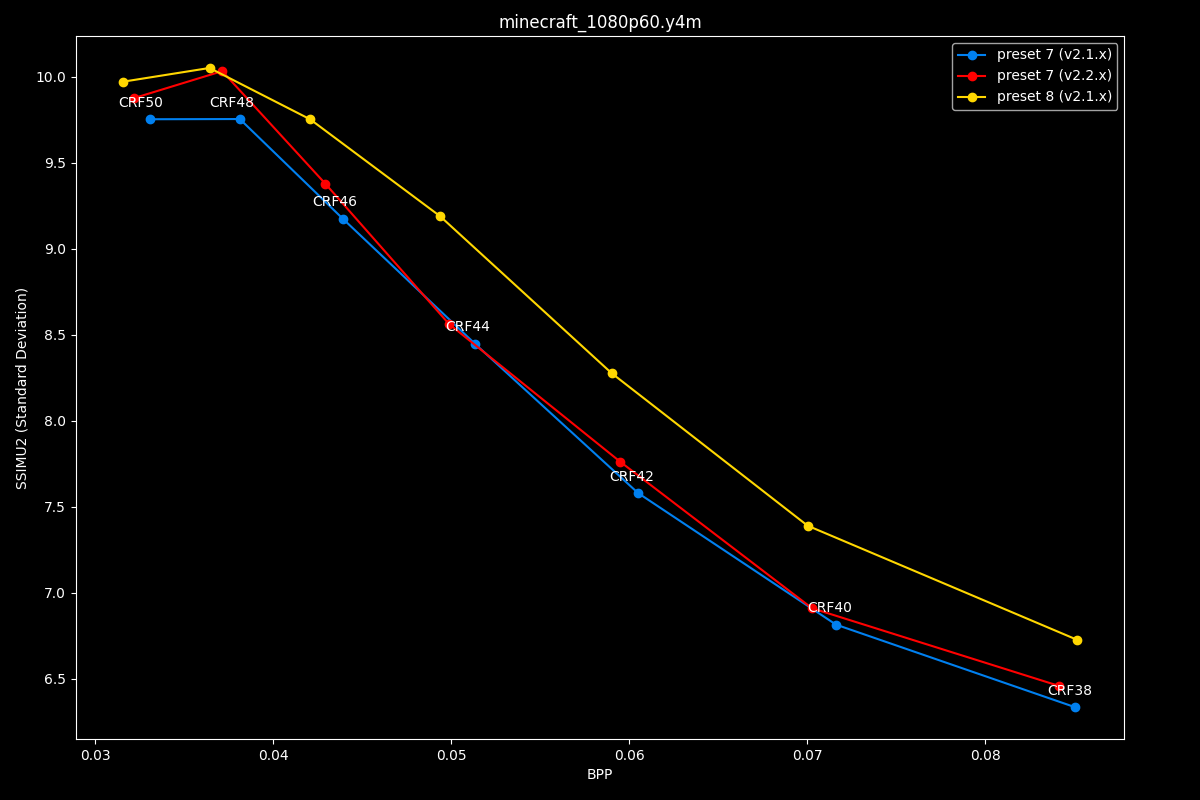 minecraft_1080p60.y4m
preset 7 (v2.1.x)
preset 7 (v2.2.x)
preset 8 (v2.1.x)
10.0
9.5
9.0
8.5
8.0
7.5
7.0
6.5
SSIMU2 (Standard Deviation)
CRF50
CRF48
CRF46
CRF44
CRF42
CRF40
CRF38
0.03
0.04
0.05
0.06
0.07
0.08
BPP